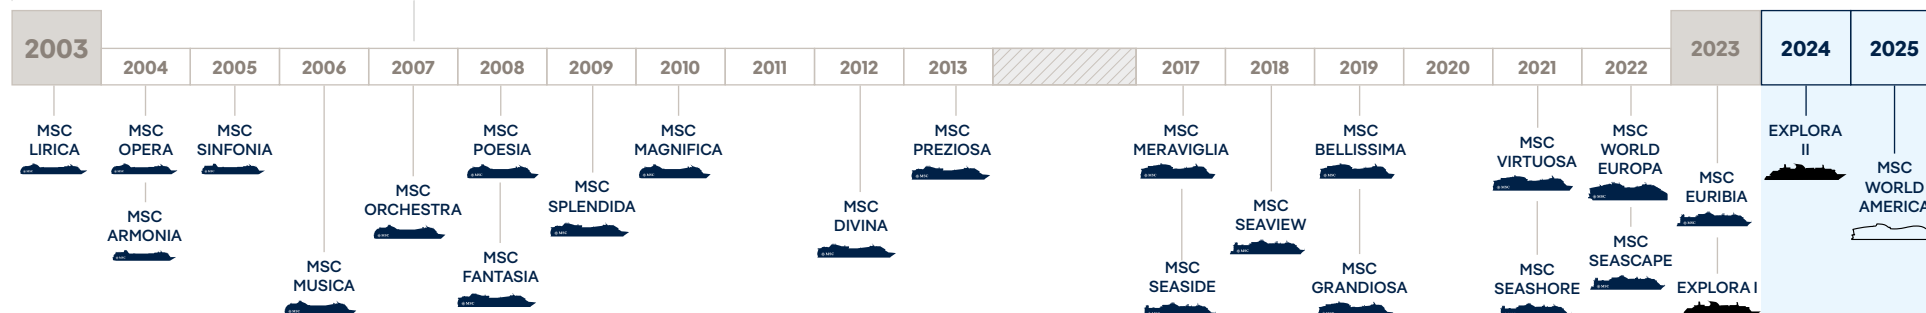 2003
2004
2005
2006
2007
2008
2009
2010
2011
2012
2013
2017
2018
2019
2020
2021
2022
2023
2024
2025
MSC
LIRICA
MSC
OPERA
MSC
ARMONIA
MSC
SINFONIA
MSC
MUSICA
MSC
ORCHESTRA
MSC
POESIA
MSC
FANTASIA
MSC
SPLENDIDA
MSC
MAGNIFICA
MSC
DIVINA
MSC
PREZIOSA
MSC
MERAVIGLIA
MSC
SEASIDE
MSC
SEAVIEW
MSC
BELLISSIMA
MSC
GRANDIOSA
MSC
VIRTUOSA
MSC
SEASHORE
MSC
WORLD
EUROPA
MSC
SEASCAPE
MSC
EURIBIA
EXPLORA I
EXPLORA
II
MSC
WORLD
AMERICA